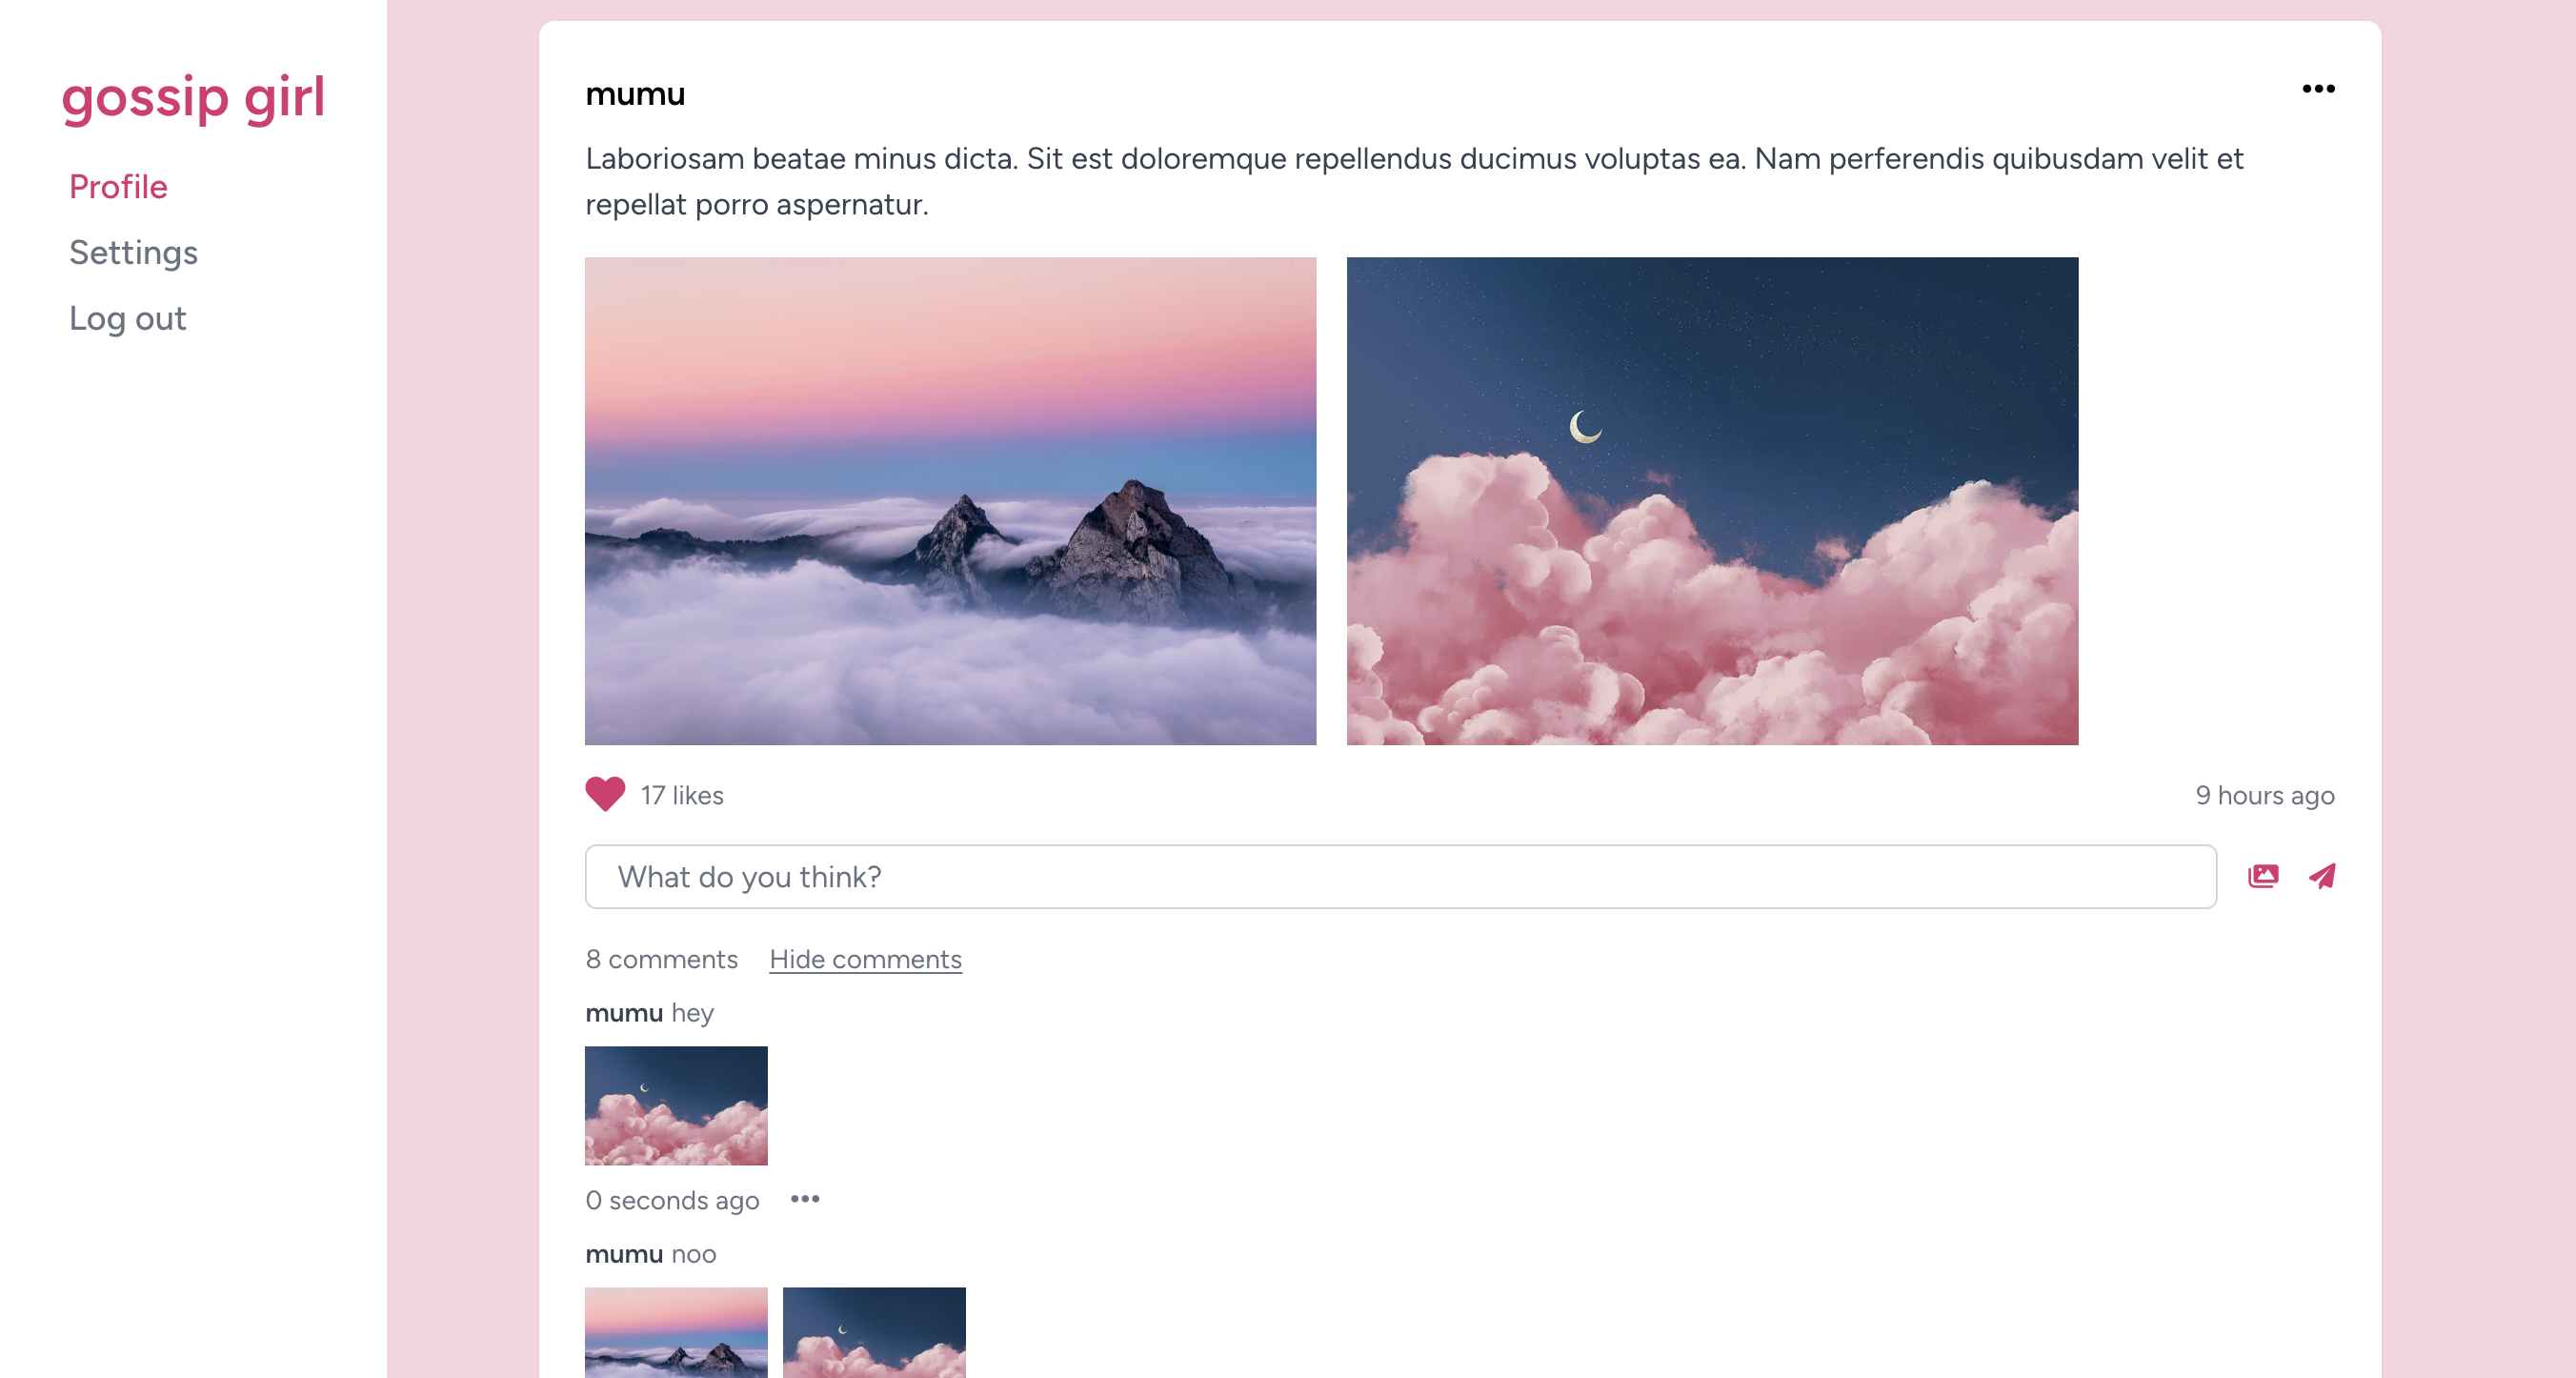 gossip girl
Profile
Settings
Log out
mumu
Laboriosam beatae minus dicta. Sit est doloremque repellendus ducimus voluptas ea. Nam perferendis quibusdam velit et
repellat porro aspernatur.
17 likes
9 hours ago
What do you think?
8 comments Hide comments
mumu hey
0 seconds ago
mumu noo